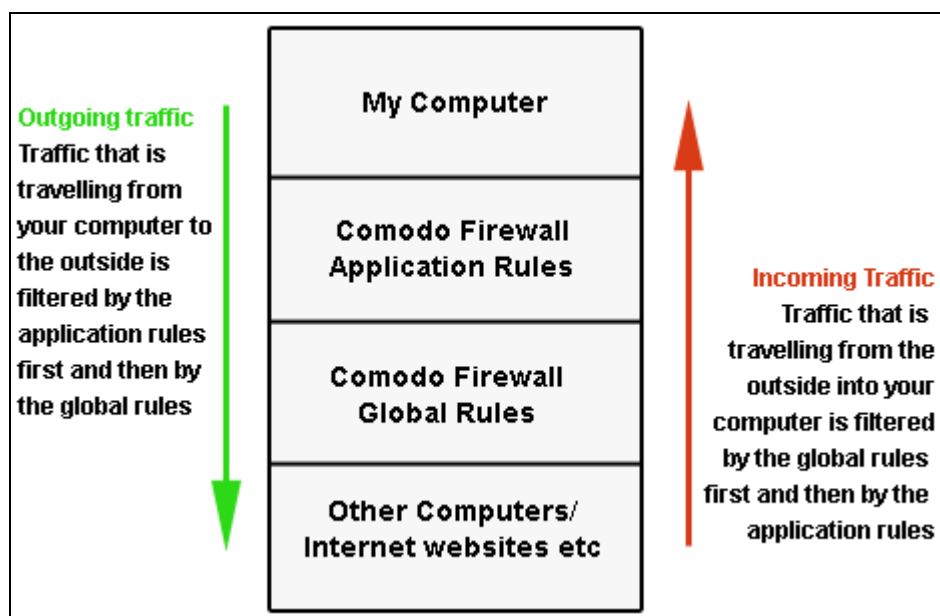 Outgoing traffic
Traffic that is
travelling from
your computer to
the outside is
filtered by the
application rules
first and then by
the global rules
My Computer
Comodo Firewall
Application Rules
Comodo Firewall
Global Rules
Other Computers/
Internet websites etc
Incoming Traffic
Traffic that is
travelling from the
outside into your
computer is filtered
by the global rules
first and then by the
application rules